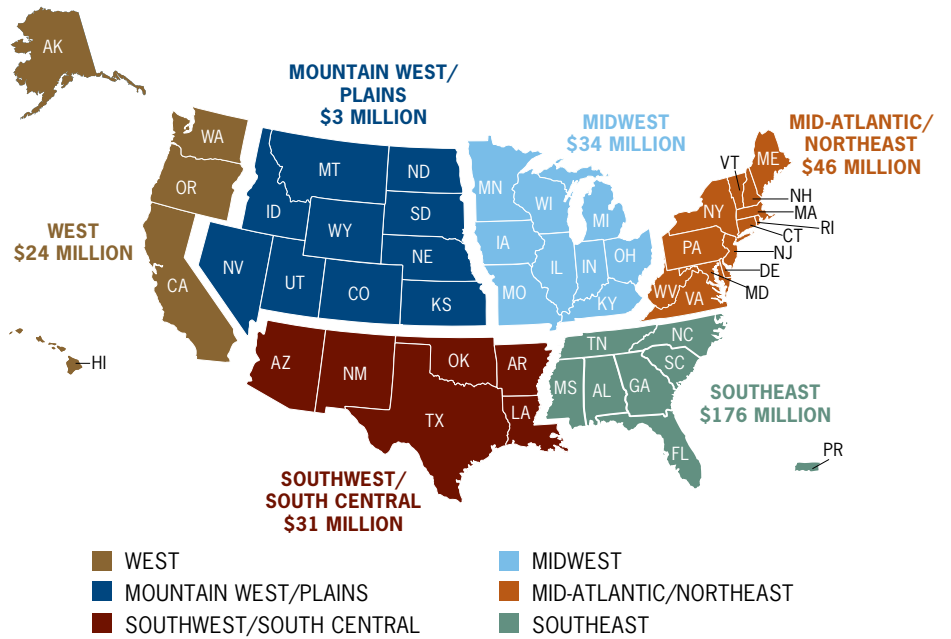 AK
MOUNTAIN WEST/
PLAINS
$3 MILLION
MIDWEST
$34 MILLION
MID-ATLANTIC/
NORTHEAST
$46 MILLION
WEST
$24 MILLION
WA
OR
CA
HI
MT
ND
ID
WY
SD
NE
NV
UT
CO
KS
MN
WI
MI
IA
IL
IN
OH
MO
KY
VT
ME
NH
NY
MA
RI
CT
PA
NJ
DE
MD
WV
VA
AZ
NM
OK
TX
AR
LA
TN
NC
SC
MS
AL
GA
FL
PR
SOUTHEAST
$176 MILLION
SOUTHWEST/
SOUTH CENTRAL
$31 MILLION
WEST
MOUNTAIN WEST/PLAINS
SOUTHWEST/SOUTH CENTRAL
MIDWEST
MID-ATLANTIC/NORTHEAST
SOUTHEAST